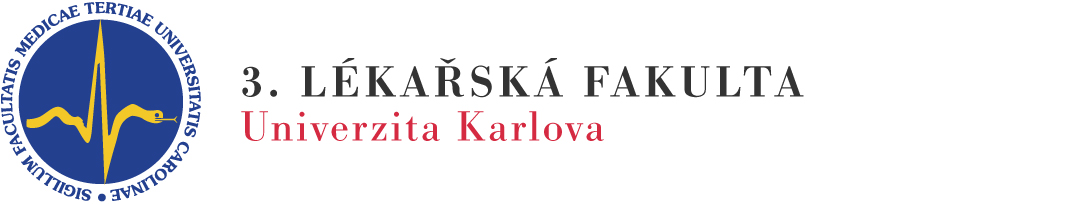 SIGILLUM FACULTATIS MEDICAE TERTIAE UNIVERSITATIS CAROLINAE •
3. LÉKAŘSKÁ FAKULTA
Univerzita Karlova